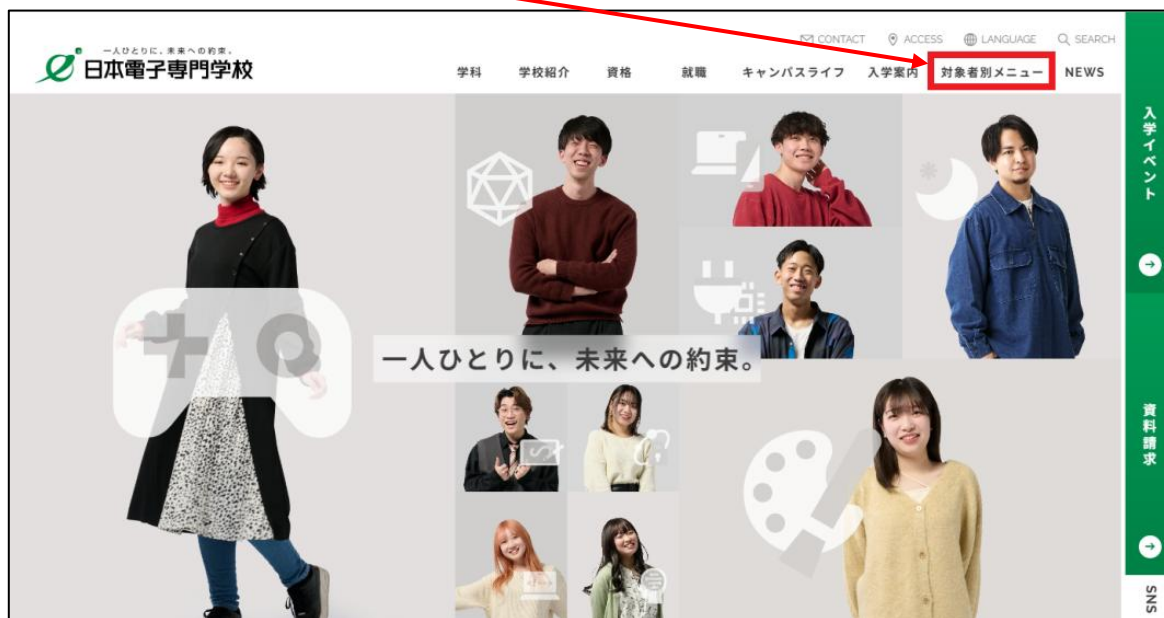 CONTACT ACCESS LANGUAGE SEARCH
一人ひとりに、未来への約束。
日本電子専門学校
学科 学校紹介 資格 就職 キャンパスライフ 入学案内 対象者別メニュー NEWS
入学イベント
一人ひとりに、未来への約束。
資料請求
SNS